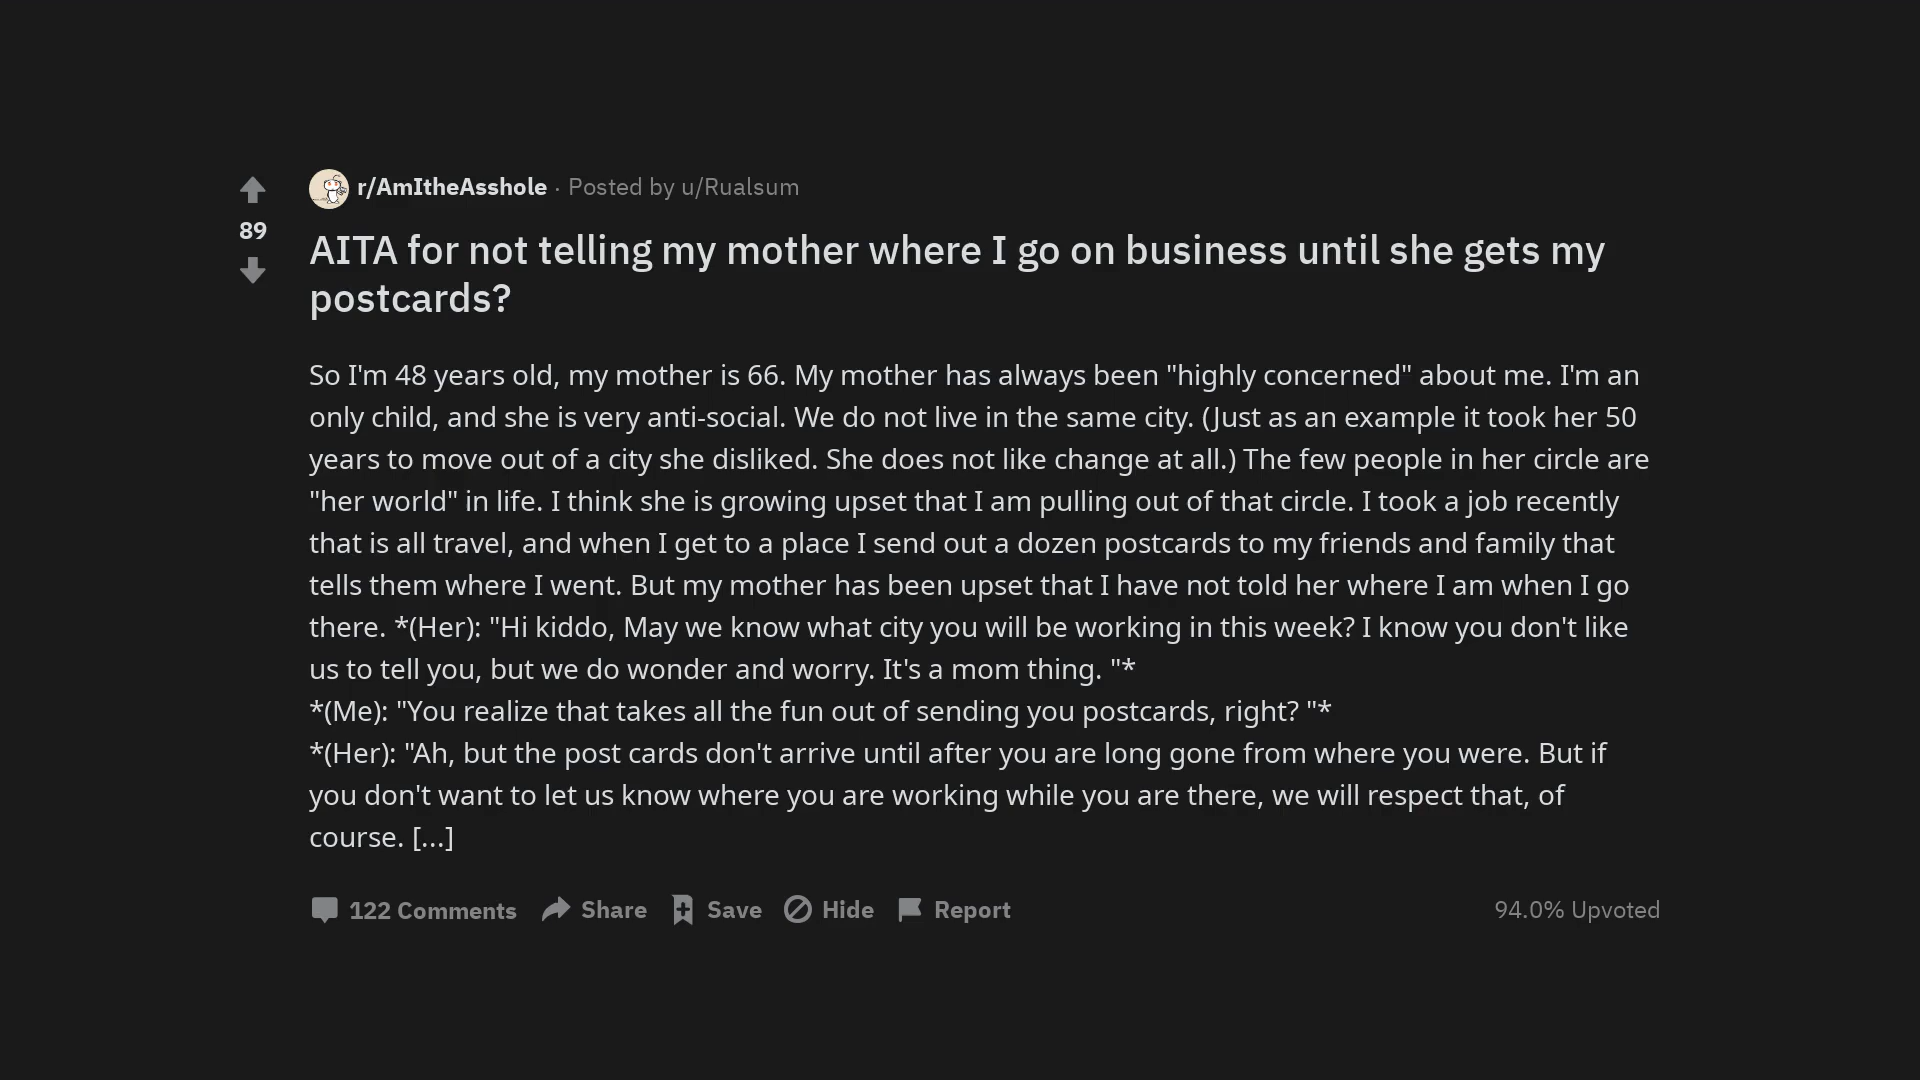 r/AmItheAsshole · Posted by u/Rualsum
89
AITA for not telling my mother where I go on business until she gets my
postcards?
So I'm 48 years old, my mother is 66. My mother has always been "highly concerned" about me. I'm an
only child, and she is very anti-social. We do not live in the same city. (Just as an example it took her 50
years to move out of a city she disliked. She does not like change at all.) The few people in her circle are
"her world" in life. I think she is growing upset that I am pulling out of that circle. I took a job recently
that is all travel, and when I get to a place I send out a dozen postcards to my friends and family that
tells them where I went. But my mother has been upset that I have not told her where I am when I go
there. *(Her): "Hi kiddo, May we know what city you will be working in this week? I know you don't like
us to tell you, but we do wonder and worry. It's a mom thing. "*
*(Me): "You realize that takes all the fun out of sending you postcards, right? "*
*(Her): "Ah, but the post cards don't arrive until after you are long gone from where you were. But if
you don't want to let us know where you are working while you are there, we will respect that, of
course. [...]
122 Comments Share Save Hide Report 94.0% Upvoted